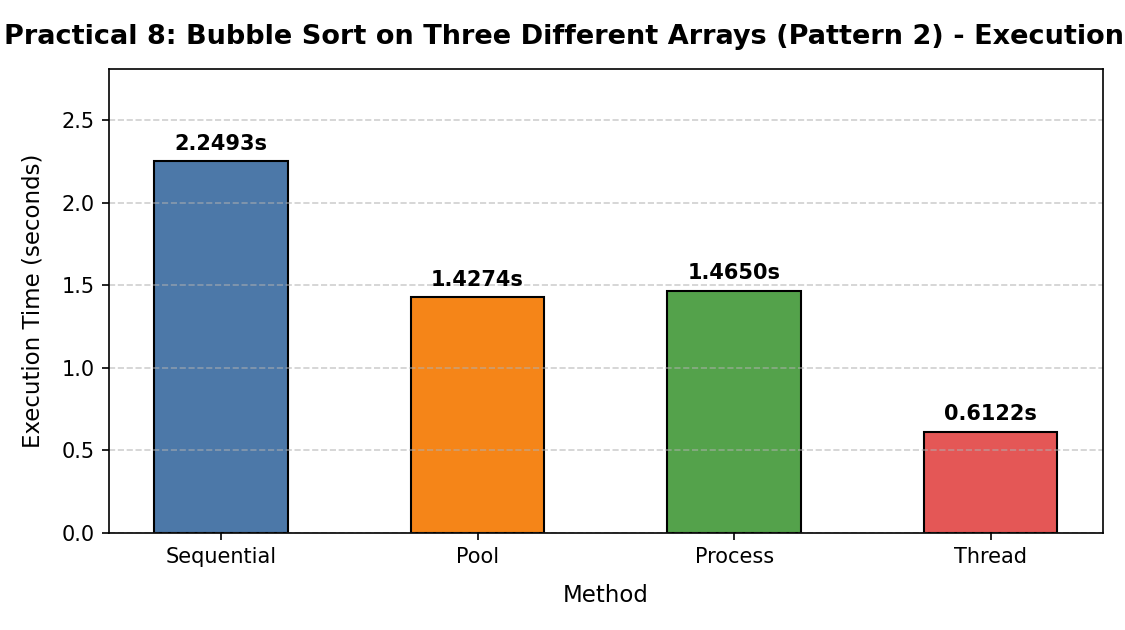 Practical 8: Bubble Sort on Three Different Arrays (Pattern 2) - Execution
Execution Time (seconds)
2.5
2.0
1.5
1.0
0.5
0.0
2.2493s
1.4274s
1.4650s
0.6122s
Sequential
Pool
Process
Thread
Method